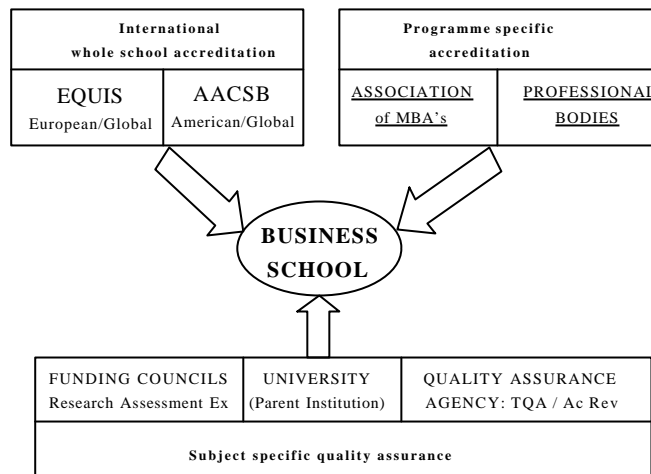 International
whole school accreditation
EQUIS
European/Global
AACSB
American/Global
Programme specific
accreditation
ASSOCIATION
of MBA's
PROFESSIONAL
BODIES
BUSINESS
SCHOOL
FUNDING COUNCILS
Research Assessment Ex
UNIVERSITY
(Parent Institution)
QUALITY ASSURANCE
AGENCY: TQA / Ac Rev
Subject specific quality assurance